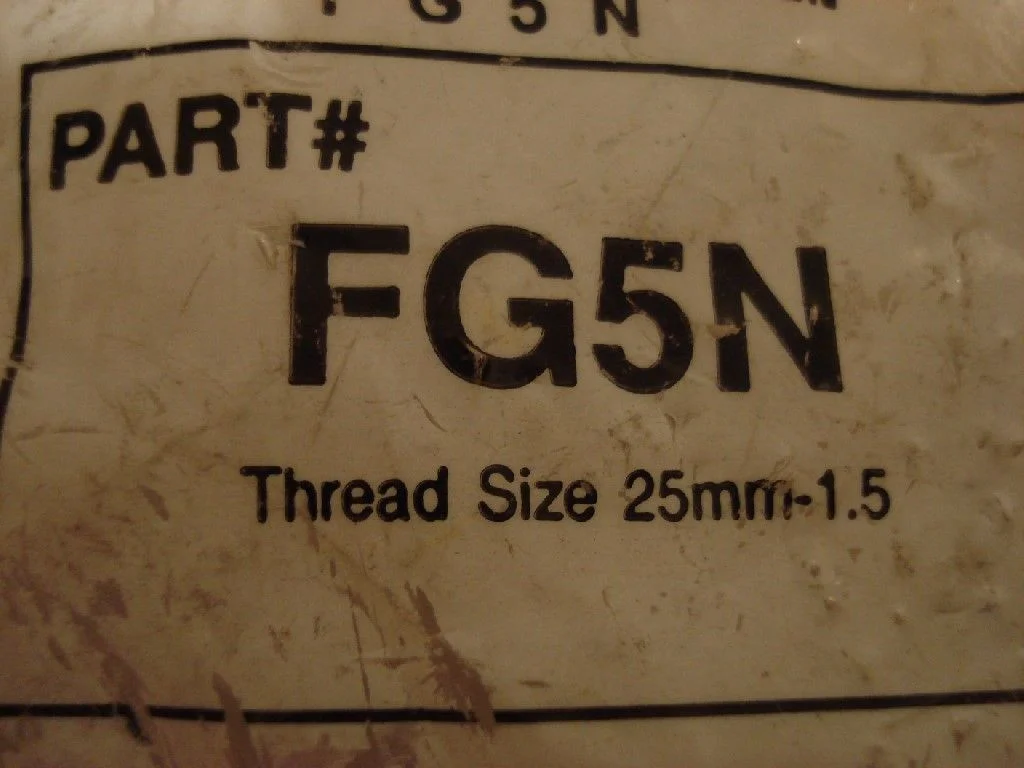 FG5N
PART#
FG5N
Thread Size 25mm-1.5